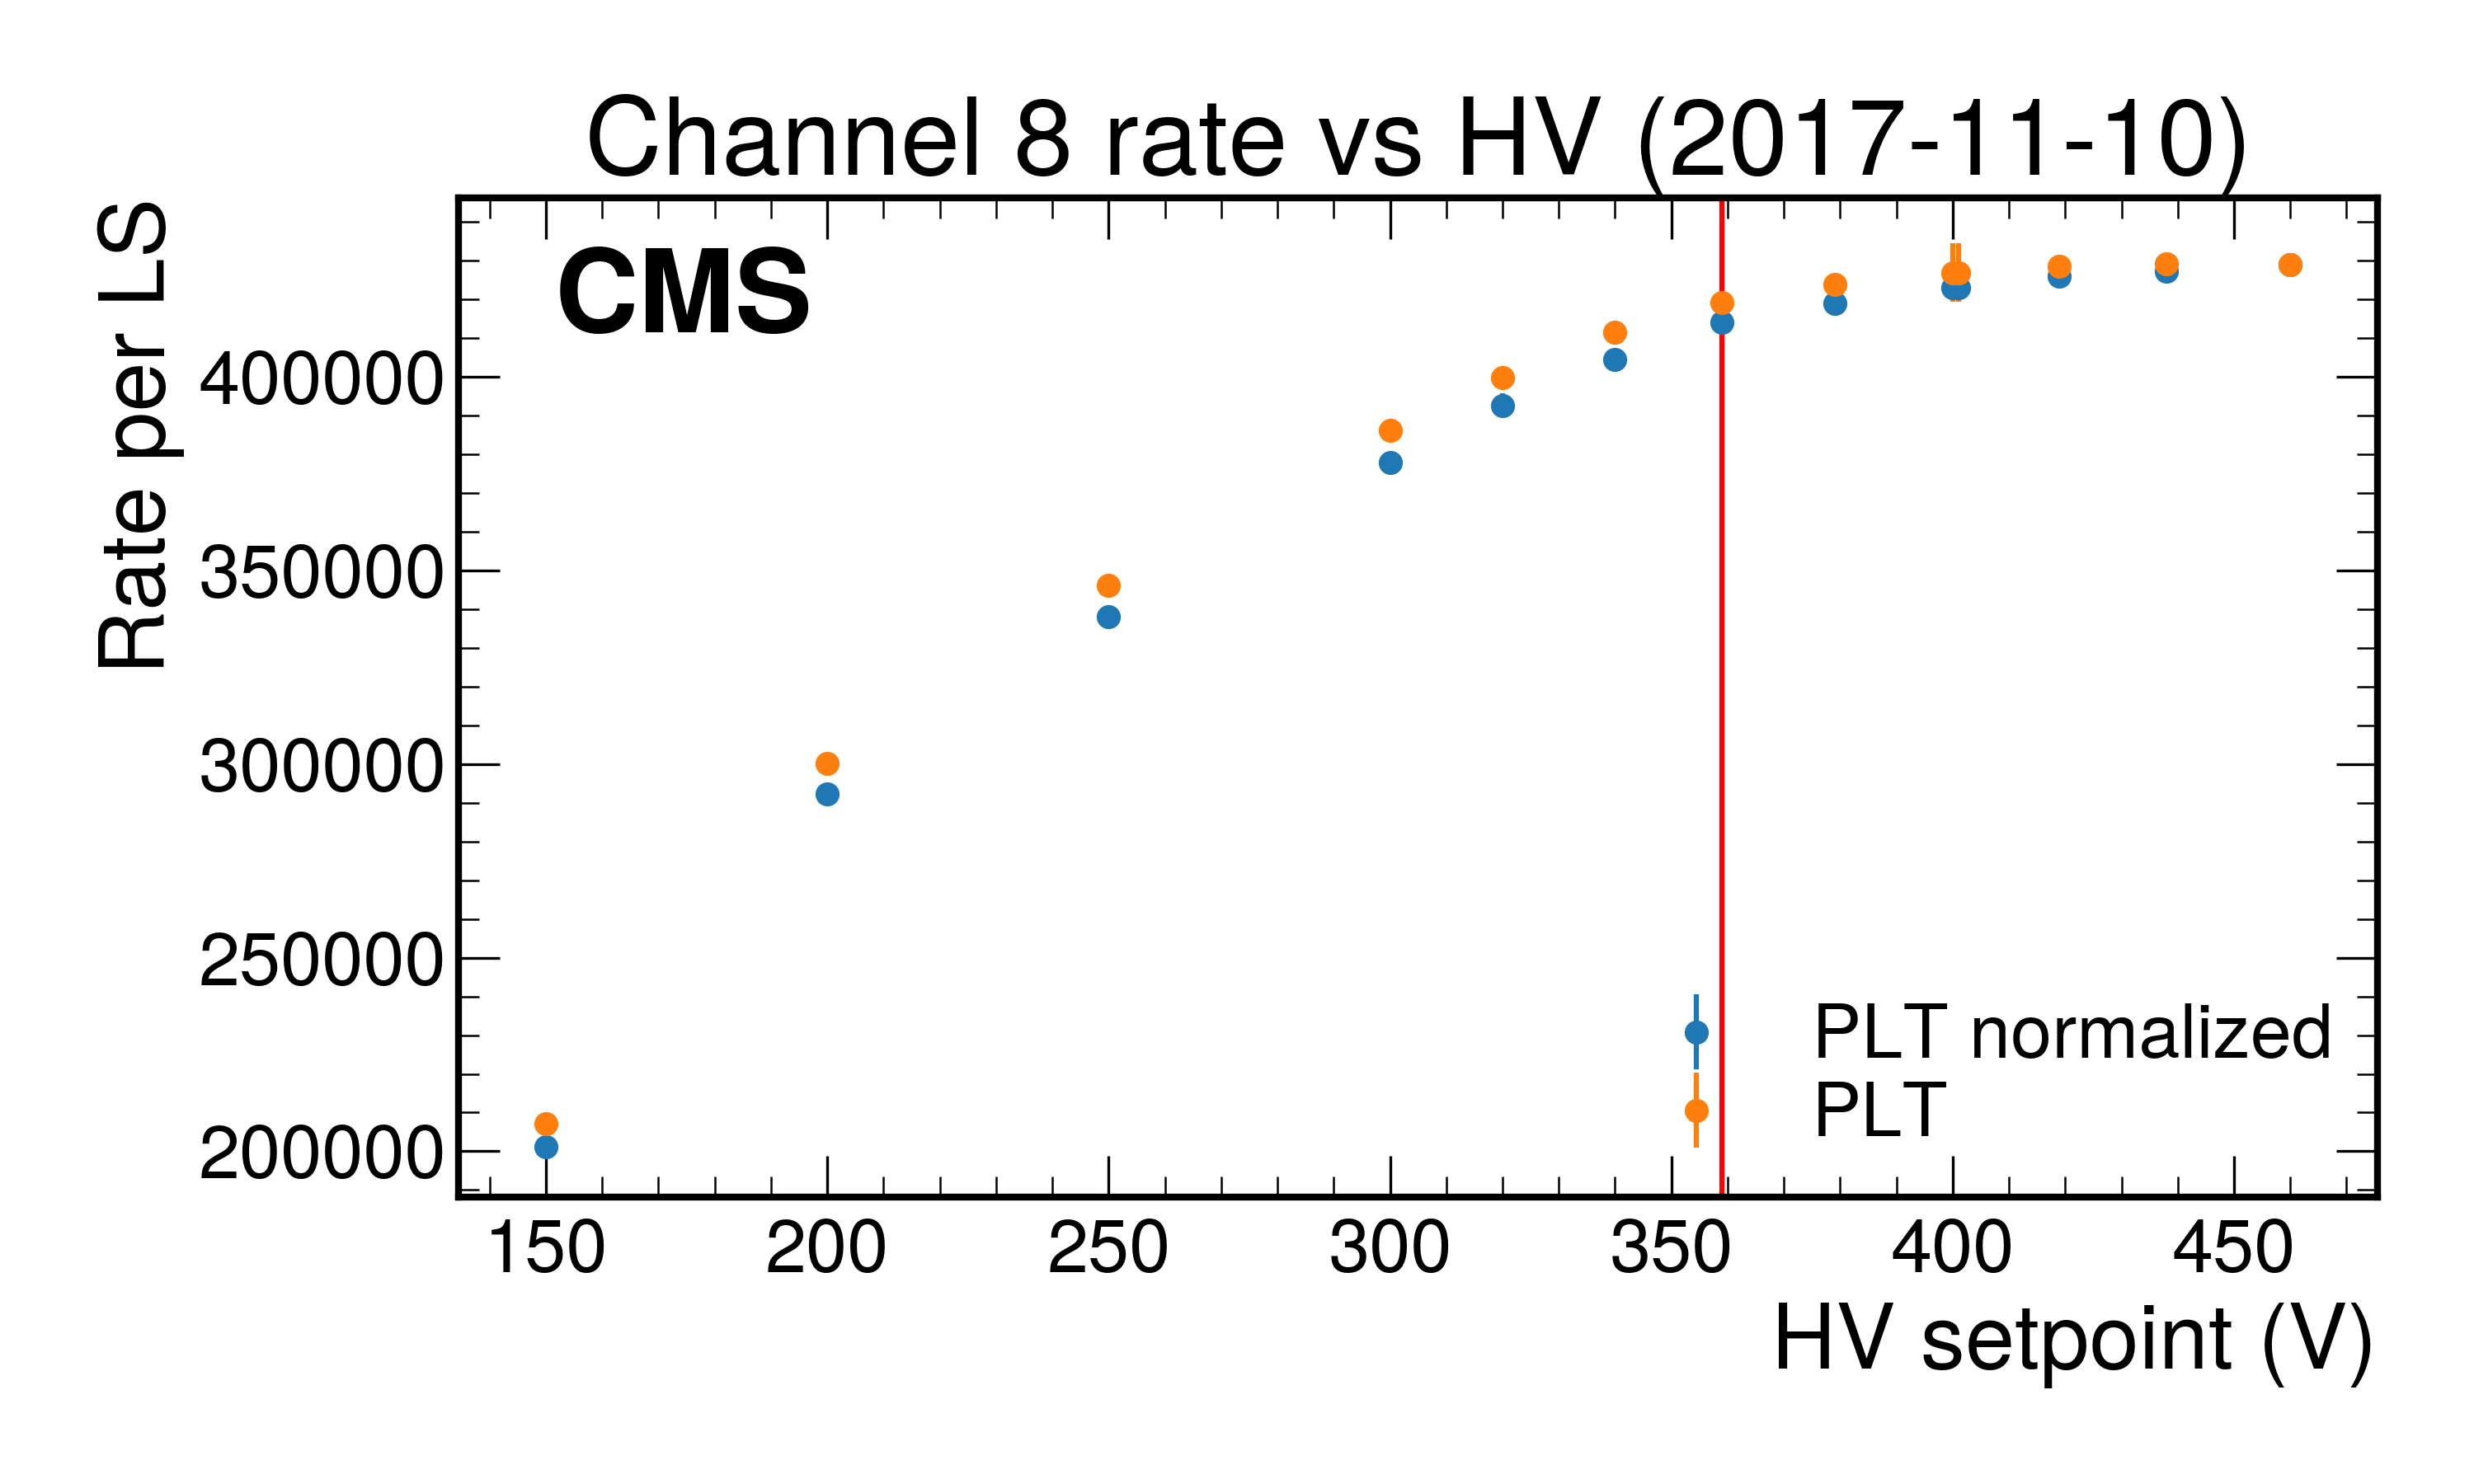 Channel 8 rate vs HV (2017-11-10)
CMS
Rate per LS
400000
350000
300000
250000
200000
PLT normalized
PLT
150 200 250 300 350 400 450
HV setpoint (V)